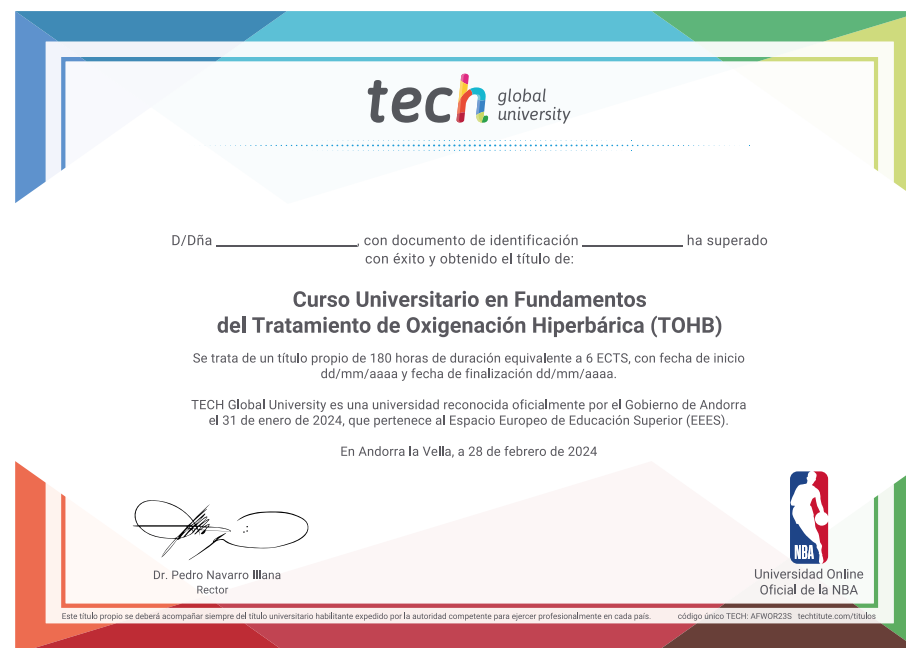 tech global university
D/Dña ________________, con documento de identificación ____________ ha superado
con éxito y obtenido el título de:
Curso Universitario en Fundamentos
del Tratamiento de Oxigenación Hiperbárica (TOHB)
Se trata de un título propio de 180 horas de duración equivalente a 6 ECTS, con fecha de inicio
dd/mm/aaaa y fecha de finalización dd/mm/aaaa.
TECH Global University es una universidad reconocida oficialmente por el Gobierno de Andorra
el 31 de enero de 2024, que pertenece al Espacio Europeo de Educación Superior (EEES).
En Andorra la Vella, a 28 de febrero de 2024
Dr. Pedro Navarro Illana
Rector
NBA
Universidad Online
Oficial de la NBA
Este título propio se deberá acompañar siempre del título universitario habilitante expedido por la autoridad competente para ejercer profesionalmente en cada país.
código único TECH: AFWOR23S techtitute.com/titulos